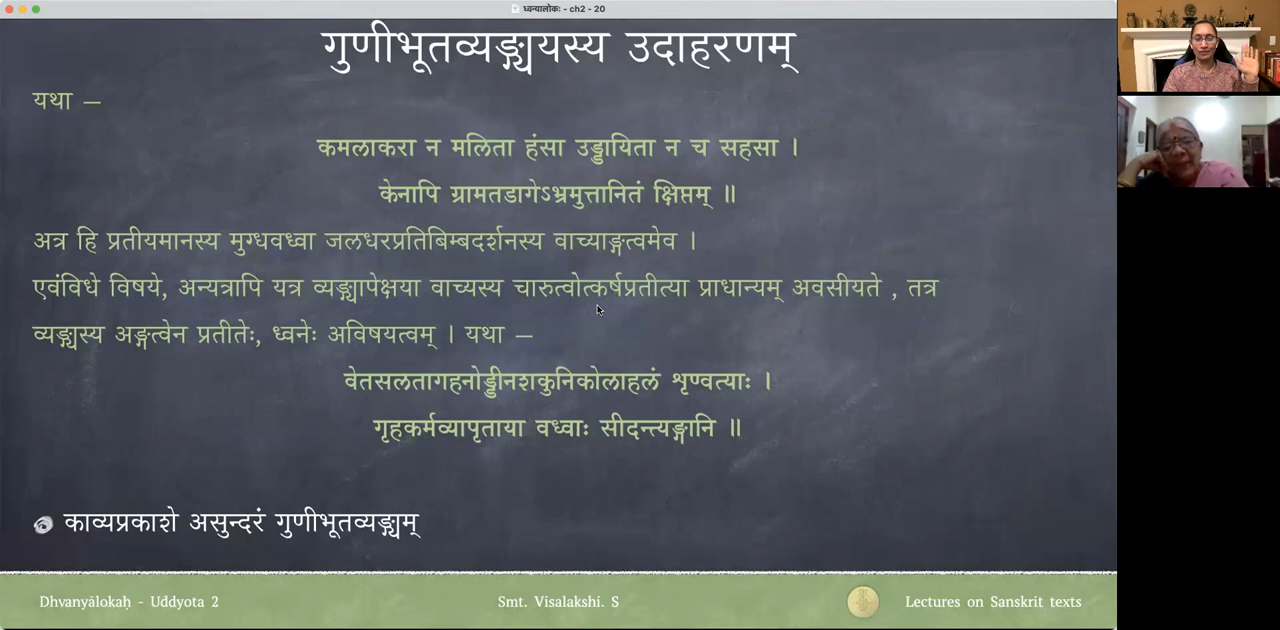 ध्वन्यालोकः - ch2 - 20
गुणीभूतव्यङ्ग्यस्य उदाहरणम्
यथा –
कमलाकरा न मलिता हंसा उड्डायिता न च सहसा ।
केनापि ग्रामतडागेऽभ्रमुत्तानितं क्षिप्तम् ॥
अत्र हि प्रतीयमानस्य मुग्धवध्वा जलधरप्रतिबिम्बदर्शनस्य वाच्याङ्गत्वमेव ।
एवंविधे विषये, अन्यत्रापि यत्र व्यङ्ग्यापेक्षया वाच्यस्य चारुत्वोत्कर्षप्रतीत्या प्राधान्यम् अवसीयते , तत्र
व्यङ्ग्यस्य अङ्गत्वेन प्रतीतेः, ध्वनेः अविषयत्वम् । यथा –
वेतसलतागहनोड्डीनशकुनिकोलाहलं शृण्वत्याः ।
गृहकर्मव्यापृताया वध्वाः सीदन्त्यङ्गानि ॥
काव्यप्रकाशे असुन्दरं गुणीभूतव्यङ्ग्यम्
Dhvanyālokaḥ - Uddyota 2 Smt. Visalakshi. S Lectures on Sanskrit texts